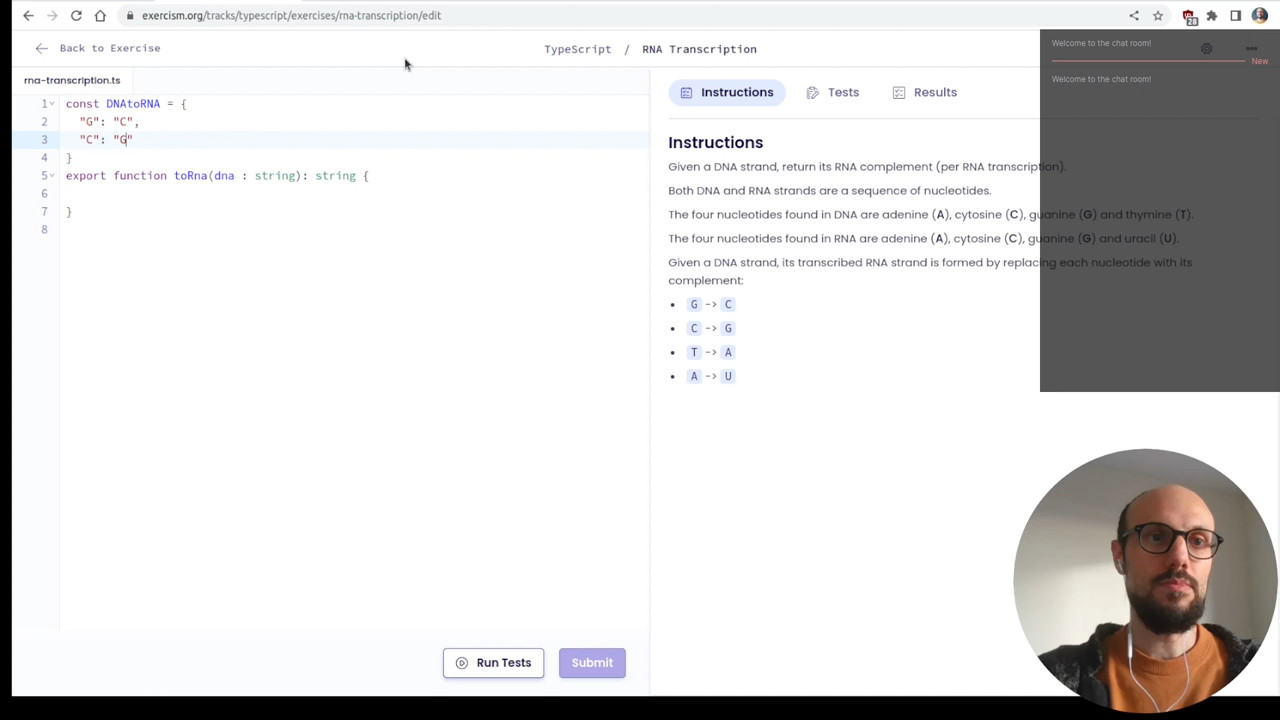 exercism.org/tracks/typescript/exercises/rna-transcription/edit
28
Back to Exercise
TypeScript / RNA Transcription
Welcome to the chat room!
New
Welcome to the chat room!
rna-transcription.ts
Instructions
Tests
Results
1 const DNAtoRNA = {
2 "G": "C",
3 "C": "G"
4 }
5 export function toRna(dna : string): string {
6
7 }
8
Instructions
Given a DNA strand, return its RNA complement (per RNA transcription).
Both DNA and RNA strands are a sequence of nucleotides.
The four nucleotides found in DNA are adenine (A), cytosine (C), guanine (G) and thymine (T).
The four nucleotides found in RNA are adenine (A), cytosine (C), guanine (G) and uracil (U).
Given a DNA strand, its transcribed RNA strand is formed by replacing each nucleotide with its
complement:
• G -> C
• C -> G
• T -> A
• A -> U
Run Tests
Submit